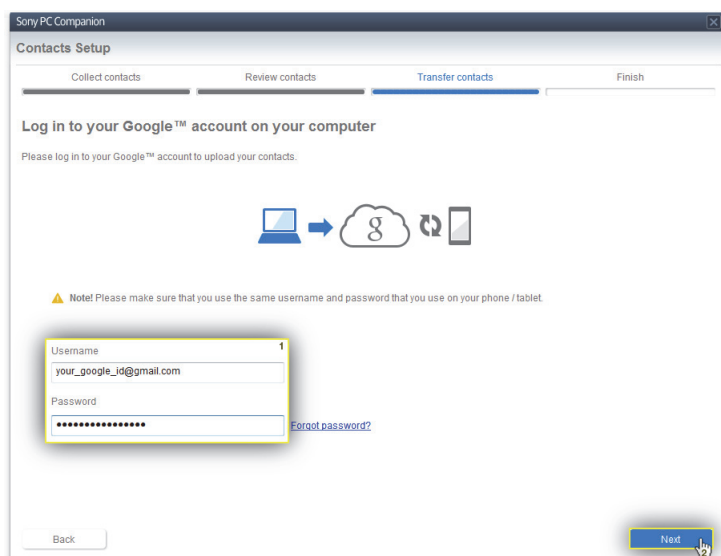 Sony PC Companion
Contacts Setup
Collect contacts
Review contacts
Transfer contacts
Finish
Log in to your Google™ account on your computer
Please log in to your Google™ account to upload your contacts.
g
Note! Please make sure that you use the same username and password that you use on your phone / tablet.
Username 1
your_google_id@gmail.com
Password
••••••••••••••••
Forgot password?
Back
Next